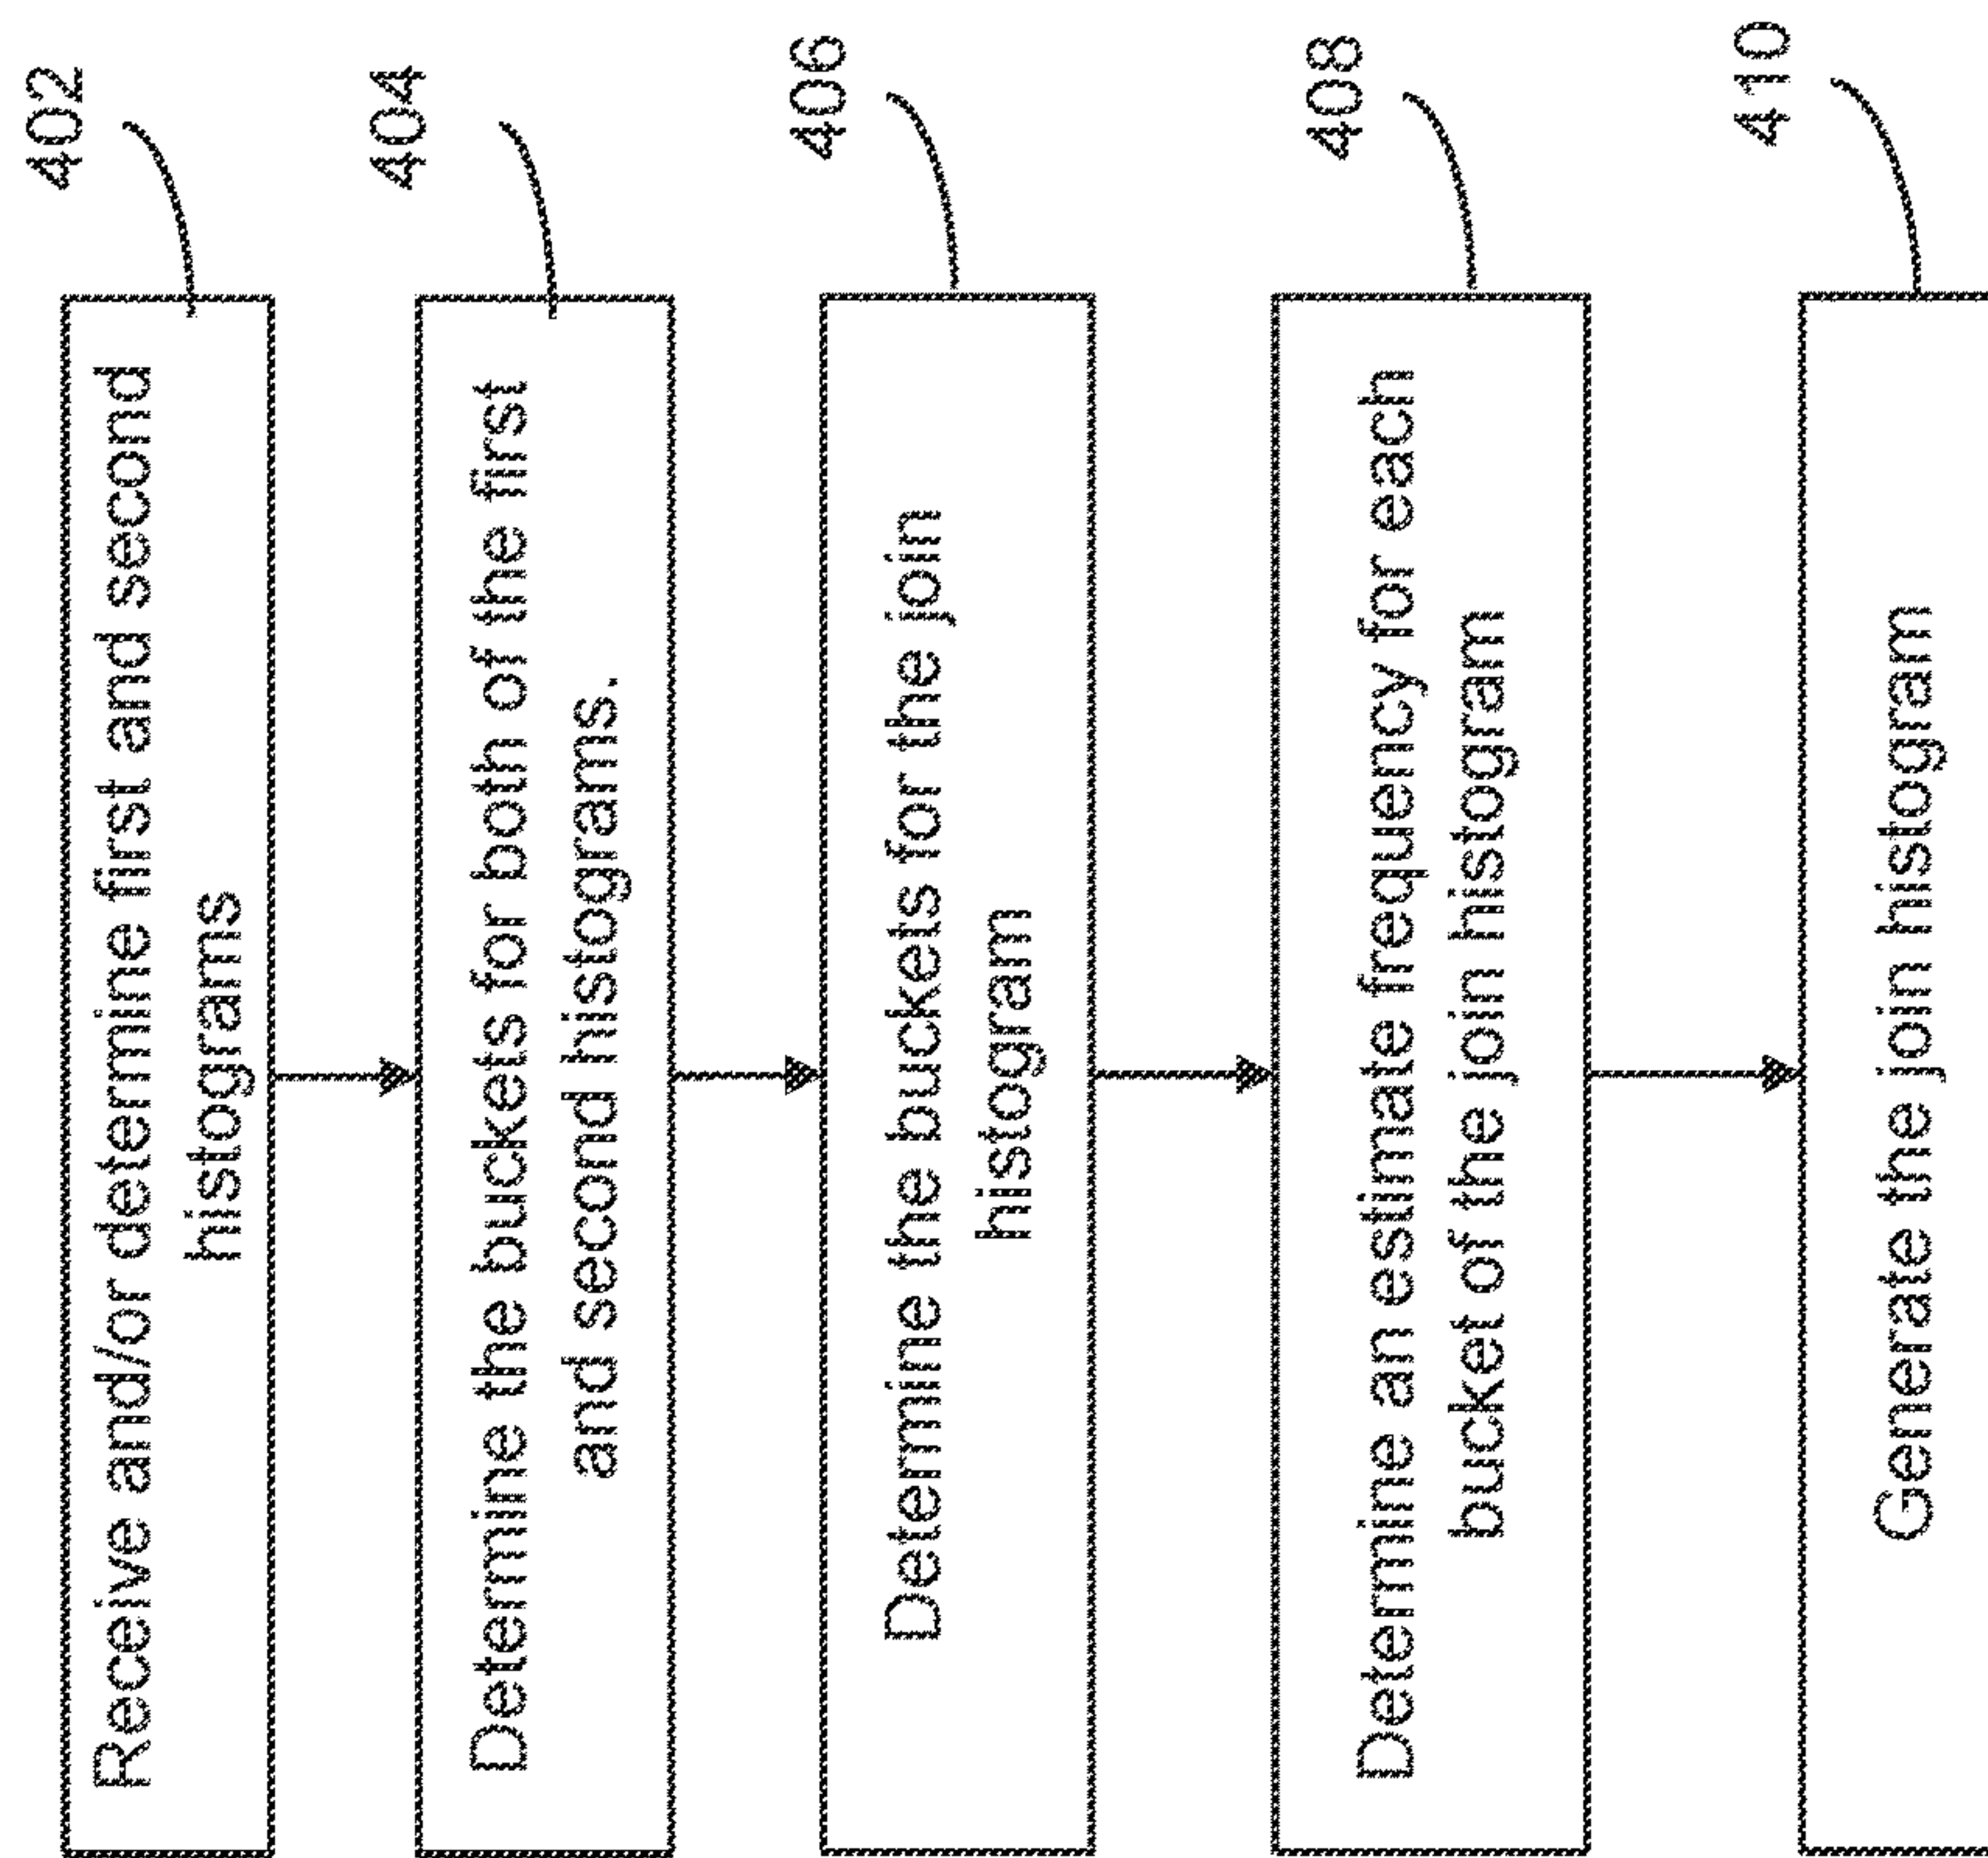 402
Receive and/or determine first and second
histograms
404
Determine the buckets for both of the first
and second histograms.
406
Determine the buckets for the join
histogram
408
Determine an estimate frequency for each
bucket of the join histogram
410
Generate the join histogram